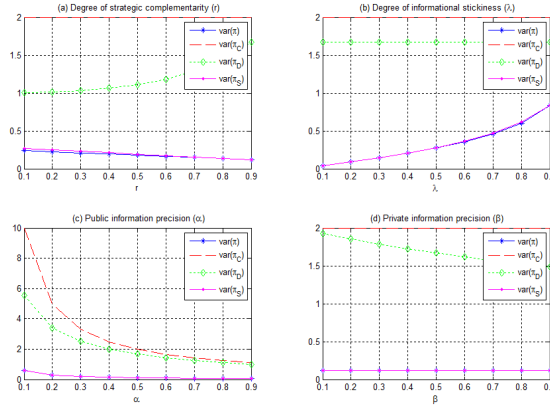 (a) Degree of strategic complementarity (r)
2
1.5
1
0.5
0
0.1 0.2 0.3 0.4 0.5 0.6 0.7 0.8 0.9
r
var(π)
var(π_C)
var(π_D)
var(π_S)
(b) Degree of informational stickiness (λ)
2
1.5
1
0.5
0
0.1 0.2 0.3 0.4 0.5 0.6 0.7 0.8 0.9
λ
var(π)
var(π_C)
var(π_D)
var(π_S)
(c) Public information precision (α)
10
8
6
4
2
0
0.1 0.2 0.3 0.4 0.5 0.6 0.7 0.8 0.9
α
var(π)
var(π_C)
var(π_D)
var(π_S)
(d) Private information precision (β)
2
1.5
1
0.5
0
0.1 0.2 0.3 0.4 0.5 0.6 0.7 0.8
β
var(π)
var(π_C)
var(π_D)
var(π_S)